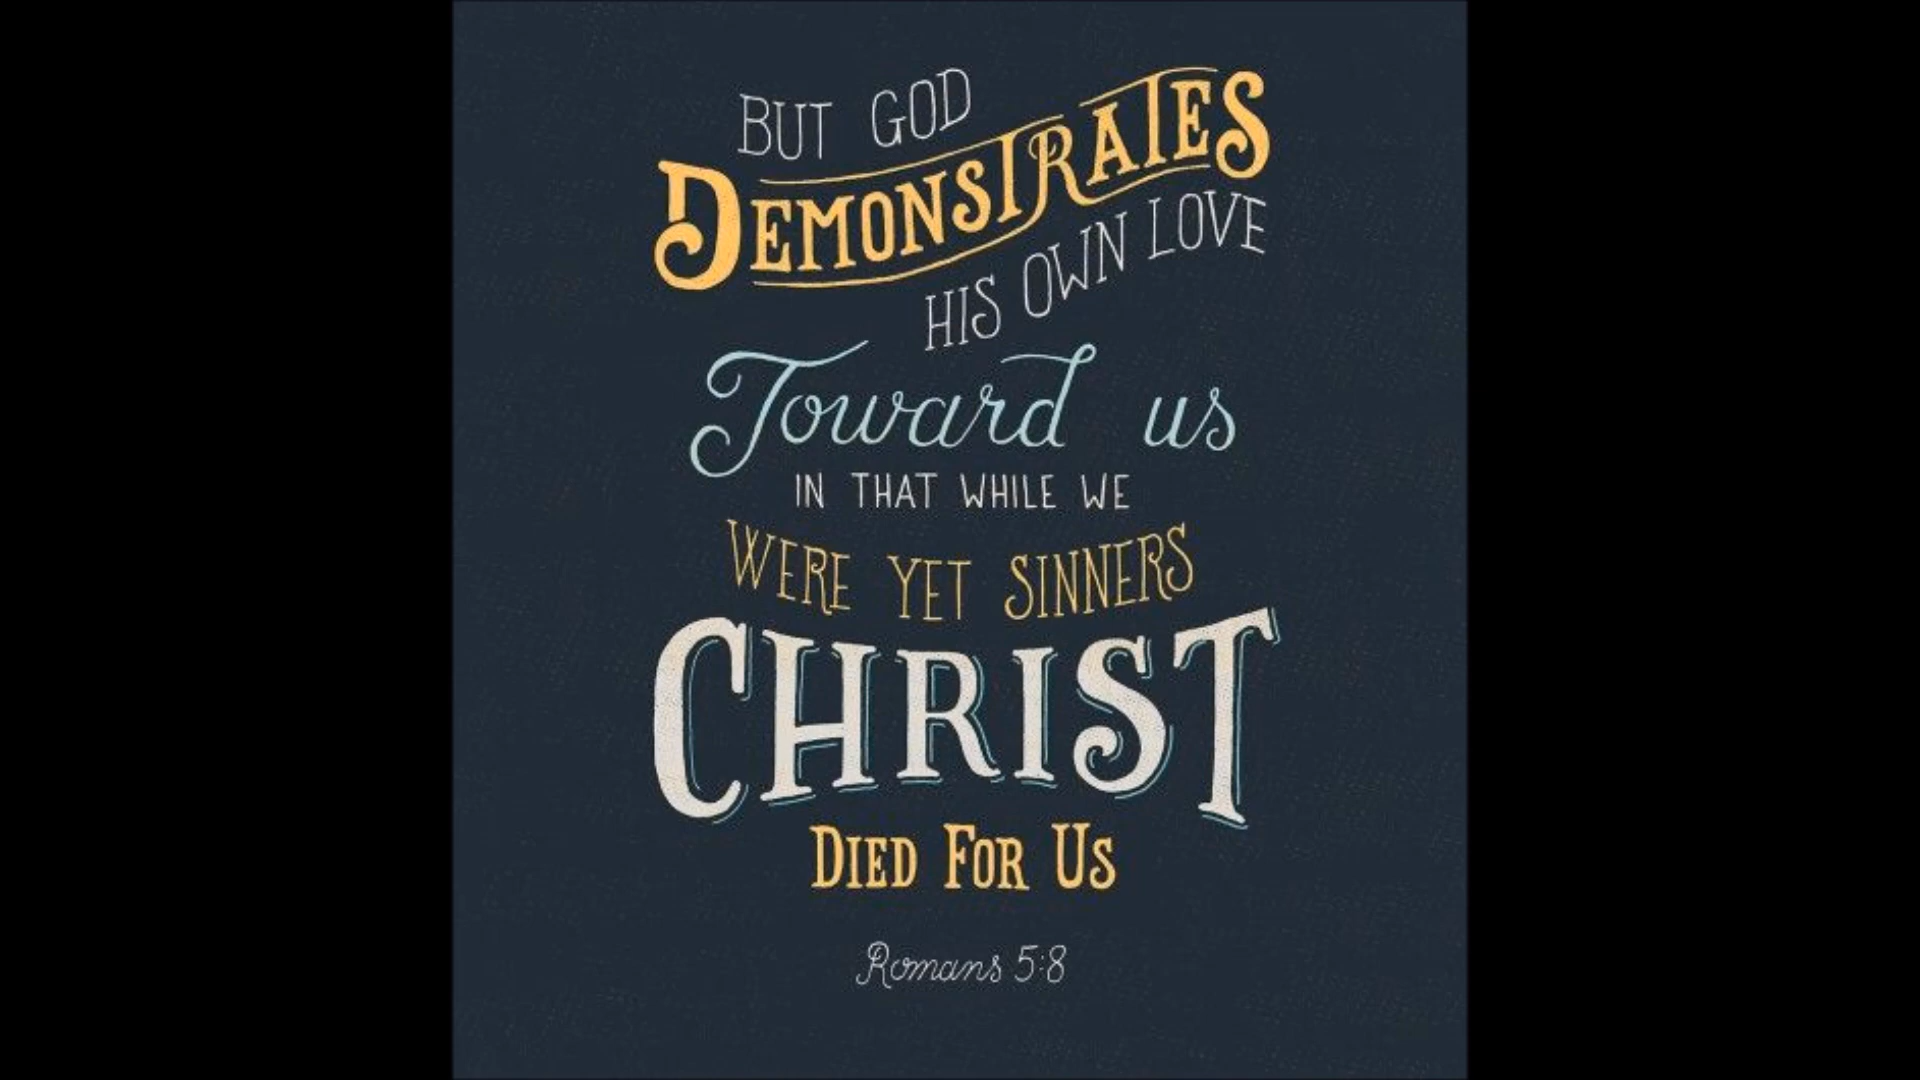 BUT GOD
DEMONSTRATES
HIS OWN LOVE
Toward us
IN THAT WHILE WE
WERE YET SINNERS
CHRIST
DIED FOR US
Romans 5:8